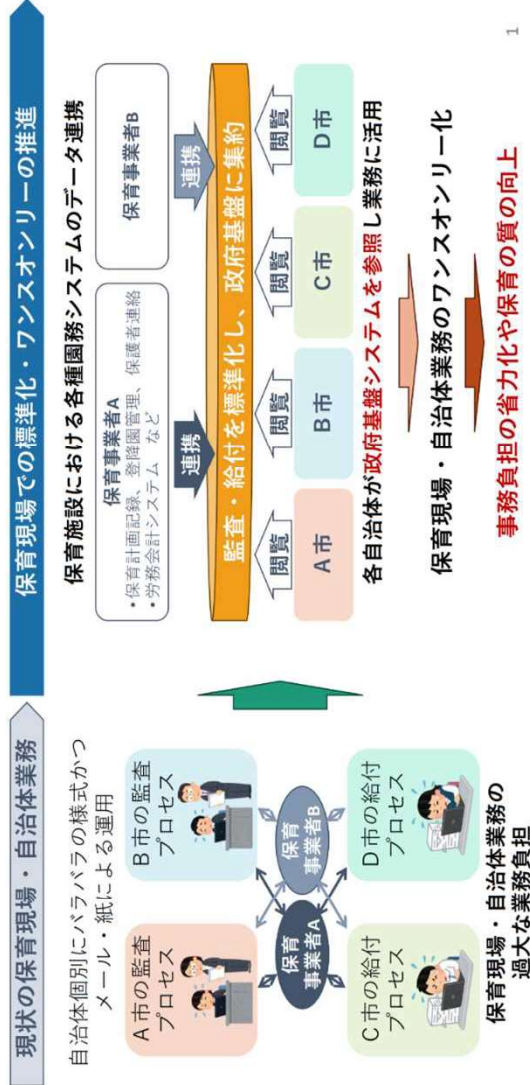 現状の保育現場・自治体業務
自治体個別にバラバラの様式かつ
メール・紙による運用
A市の監査
プロセス
B市の監査
プロセス
保育
事業者A
保育
事業者B
C市の給付
プロセス
D市の給付
プロセス
保育現場・自治体業務の
過大な業務負担
保育現場での標準化・ワンスオンリーの推進
保育施設における各種園務システムのデータ連携
保育事業者A
・保育計画記録、登降園管理、保護者連絡
・労務会計システム など
保育事業者B
連携
連携
監査・給付を標準化し、政府基盤に集約
閲覧
閲覧
閲覧
閲覧
A市
B市
C市
D市
各自治体が政府基盤システムを参照し業務に活用
保育現場・自治体業務のワンスオンリー化
事務負担の省力化や保育の質の向上
1